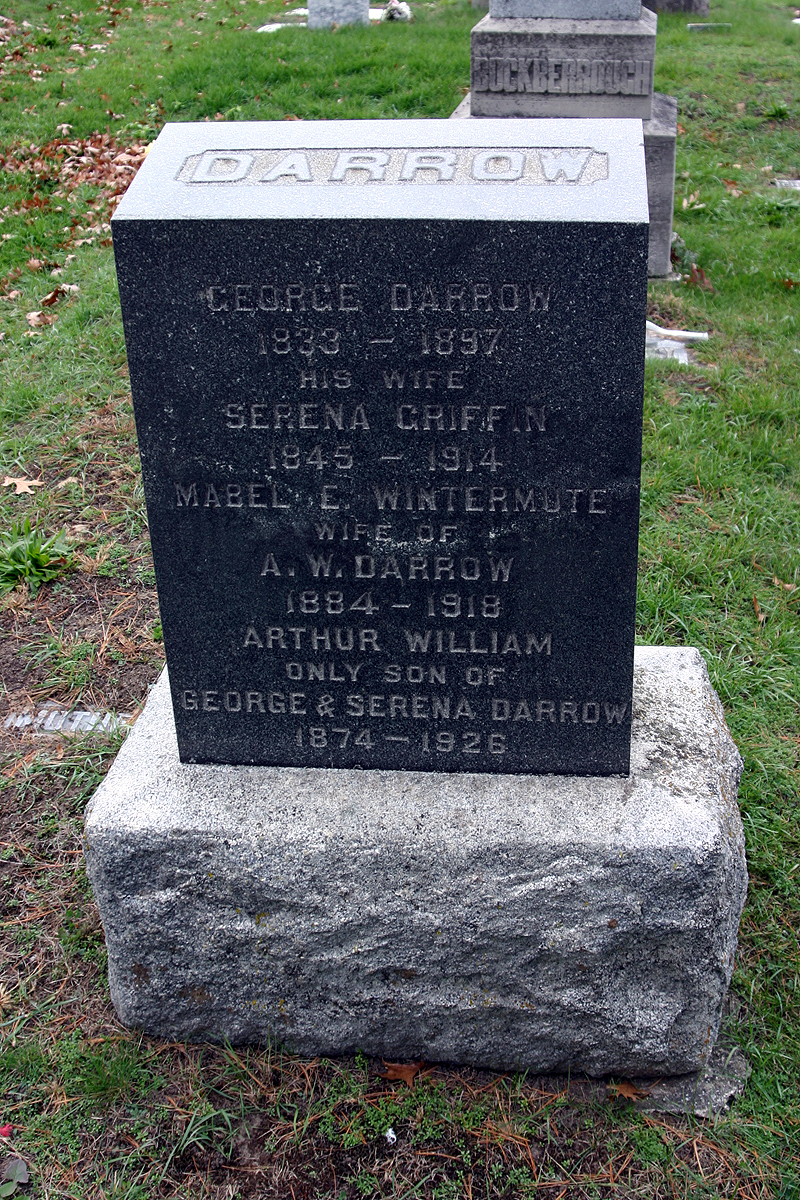 BUCKBERROUGH
DARROW
GEORGE DARROW
1833 – 1897
HIS WIFE
SERENA GRIFFIN
1845 – 1914
MABEL E. WINTERMUTE
WIFE OF
A. W. DARROW
1884 – 1918
ARTHUR WILLIAM
ONLY SON OF
GEORGE & SERENA DARROW
1874 – 1926